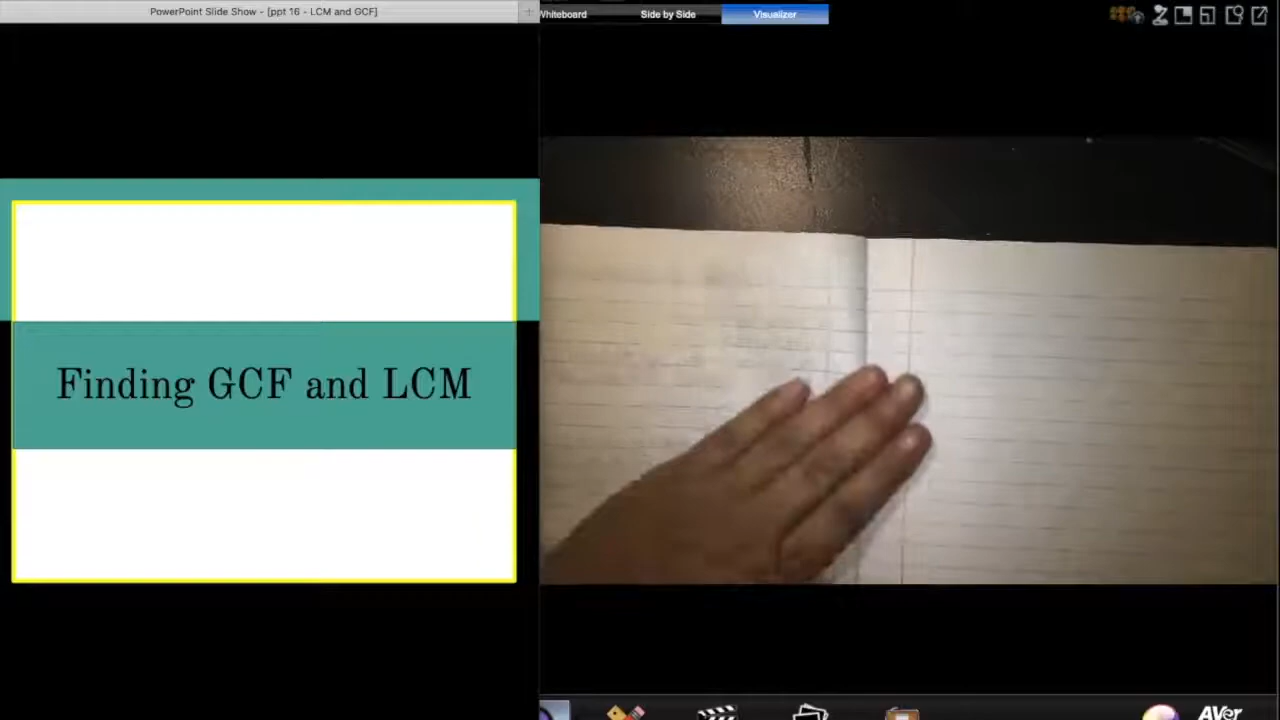 PowerPoint Slide Show - [ppt 16 - LCM and GCF]
Whiteboard
Side by Side
Visualizer
Finding GCF and LCM
AVer